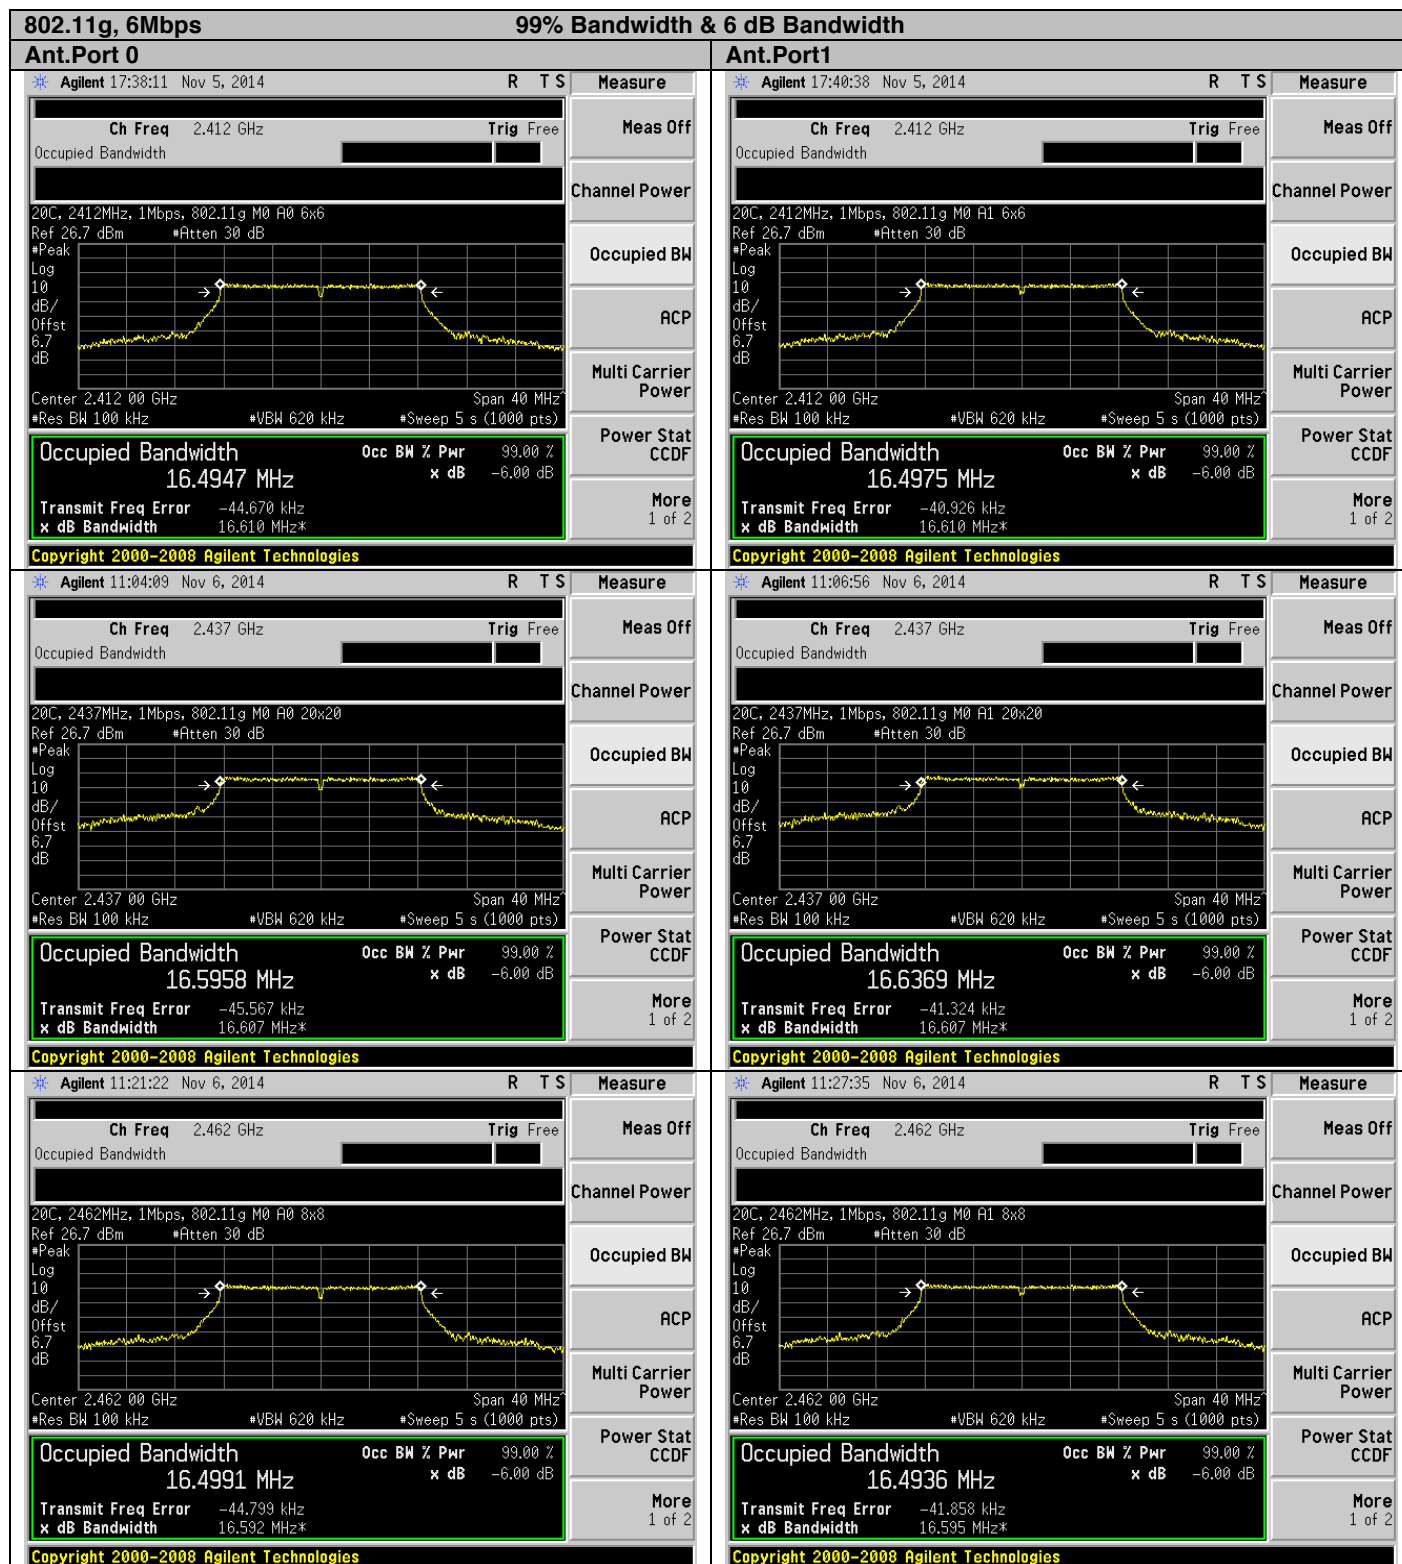 802.11g, 6Mbps 99% Bandwidth & 6 dB Bandwidth
Ant.Port 0 Ant.Port1
Agilent 17:38:11 Nov 5, 2014 R T S Measure
Ch Freq 2.412 GHz Trig Free
Occupied Bandwidth
Meas Off
Channel Power
Occupied BW
ACP
Multi Carrier
Power
Power Stat
CCDF
More
1 of 2
20C, 2412MHz, 1Mbps, 802.11g M0 A0 6x6
Ref 26.7 dBm #Atten 30 dB
#Peak
Log
10
dB/
Offst
6.7
dB
Center 2.412 00 GHz Span 40 MHz^
#Res BW 100 kHz #VBW 620 kHz #Sweep 5 s (1000 pts)
Occupied Bandwidth Occ BW % Pwr 99.00 %
16.4947 MHz x dB -6.00 dB
Transmit Freq Error -44.670 kHz
x dB Bandwidth 16.610 MHz*
Copyright 2000-2008 Agilent Technologies
Agilent 17:40:38 Nov 5, 2014 R T S Measure
Ch Freq 2.412 GHz Trig Free
Occupied Bandwidth
Meas Off
Channel Power
Occupied BW
ACP
Multi Carrier
Power
Power Stat
CCDF
More
1 of 2
20C, 2412MHz, 1Mbps, 802.11g M0 A1 6x6
Ref 26.7 dBm #Atten 30 dB
#Peak
Log
10
dB/
Offst
6.7
dB
Center 2.412 00 GHz Span 40 MHz^
#Res BW 100 kHz #VBW 620 kHz #Sweep 5 s (1000 pts)
Occupied Bandwidth Occ BW % Pwr 99.00 %
16.4975 MHz x dB -6.00 dB
Transmit Freq Error -40.926 kHz
x dB Bandwidth 16.610 MHz*
Copyright 2000-2008 Agilent Technologies
Agilent 11:04:09 Nov 6, 2014 R T S Measure
Ch Freq 2.437 GHz Trig Free
Occupied Bandwidth
Meas Off
Channel Power
Occupied BW
ACP
Multi Carrier
Power
Power Stat
CCDF
More
1 of 2
20C, 2437MHz, 1Mbps, 802.11g M0 A0 20x20
Ref 26.7 dBm #Atten 30 dB
#Peak
Log
10
dB/
Offst
6.7
dB
Center 2.437 00 GHz Span 40 MHz^
#Res BW 100 kHz #VBW 620 kHz #Sweep 5 s (1000 pts)
Occupied Bandwidth Occ BW % Pwr 99.00 %
16.5958 MHz x dB -6.00 dB
Transmit Freq Error -45.567 kHz
x dB Bandwidth 16.607 MHz*
Copyright 2000-2008 Agilent Technologies
Agilent 11:06:56 Nov 6, 2014 R T S Measure
Ch Freq 2.437 GHz Trig Free
Occupied Bandwidth
Meas Off
Channel Power
Occupied BW
ACP
Multi Carrier
Power
Power Stat
CCDF
More
1 of 2
20C, 2437MHz, 1Mbps, 802.11g M0 A1 20x20
Ref 26.7 dBm #Atten 30 dB
#Peak
Log
10
dB/
Offst
6.7
dB
Center 2.437 00 GHz Span 40 MHz^
#Res BW 100 kHz #VBW 620 kHz #Sweep 5 s (1000 pts)
Occupied Bandwidth Occ BW % Pwr 99.00 %
16.6369 MHz x dB -6.00 dB
Transmit Freq Error -41.324 kHz
x dB Bandwidth 16.607 MHz*
Copyright 2000-2008 Agilent Technologies
Agilent 11:21:22 Nov 6, 2014 R T S Measure
Ch Freq 2.462 GHz Trig Free
Occupied Bandwidth
Meas Off
Channel Power
Occupied BW
ACP
Multi Carrier
Power
Power Stat
CCDF
More
1 of 2
20C, 2462MHz, 1Mbps, 802.11g M0 A0 8x8
Ref 26.7 dBm #Atten 30 dB
#Peak
Log
10
dB/
Offst
6.7
dB
Center 2.462 00 GHz Span 40 MHz^
#Res BW 100 kHz #VBW 620 kHz #Sweep 5 s (1000 pts)
Occupied Bandwidth Occ BW % Pwr 99.00 %
16.4991 MHz x dB -6.00 dB
Transmit Freq Error -44.799 kHz
x dB Bandwidth 16.592 MHz*
Copyright 2000-2008 Agilent Technologies
Agilent 11:27:35 Nov 6, 2014 R T S Measure
Ch Freq 2.462 GHz Trig Free
Occupied Bandwidth
Meas Off
Channel Power
Occupied BW
ACP
Multi Carrier
Power
Power Stat
CCDF
More
1 of 2
20C, 2462MHz, 1Mbps, 802.11g M0 A1 8x8
Ref 26.7 dBm #Atten 30 dB
#Peak
Log
10
dB/
Offst
6.7
dB
Center 2.462 00 GHz Span 40 MHz^
#Res BW 100 kHz #VBW 620 kHz #Sweep 5 s (1000 pts)
Occupied Bandwidth Occ BW % Pwr 99.00 %
16.4936 MHz x dB -6.00 dB
Transmit Freq Error -41.858 kHz
x dB Bandwidth 16.595 MHz*
Copyright 2000-2008 Agilent Technologies